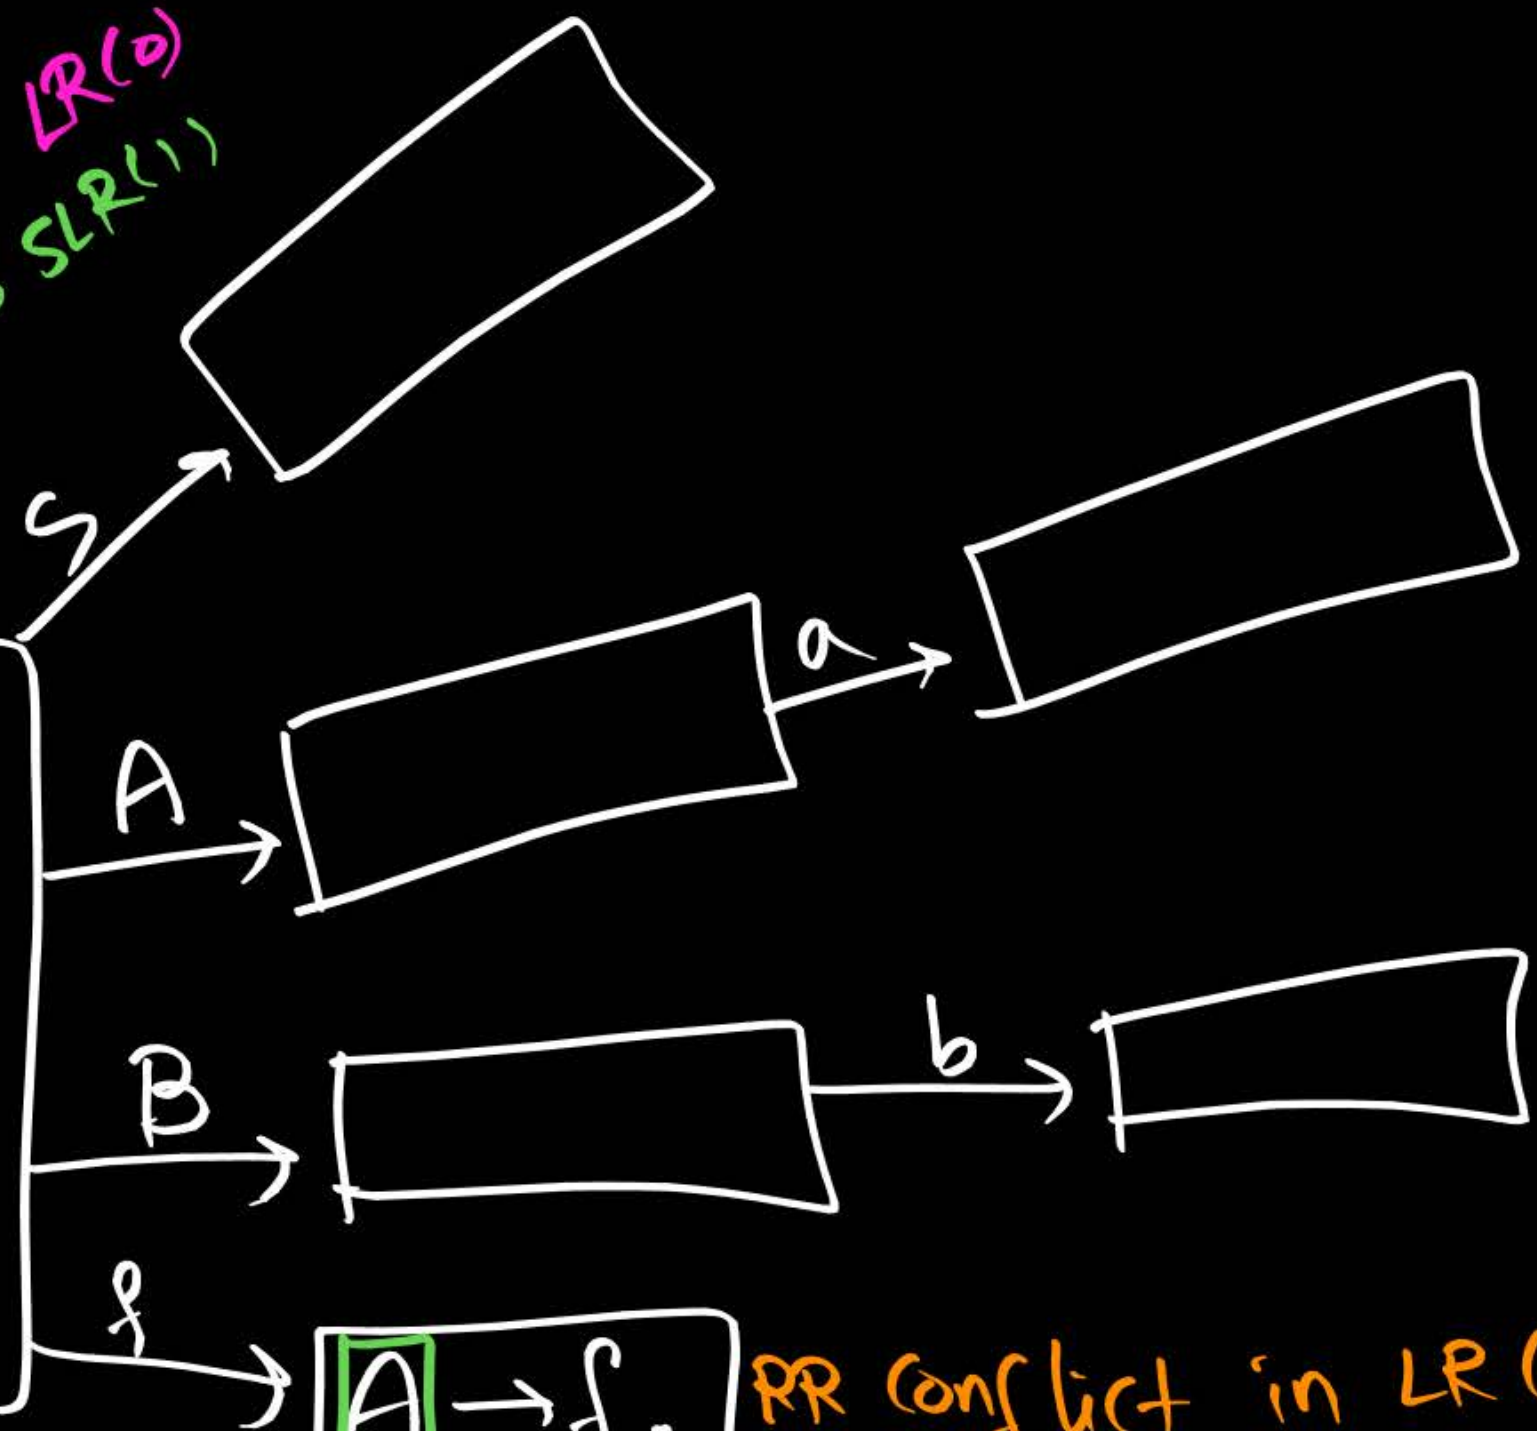 LR(0)
SLR(1)
S
a
A
b
B
f
A → f.
RR conflict in LR (